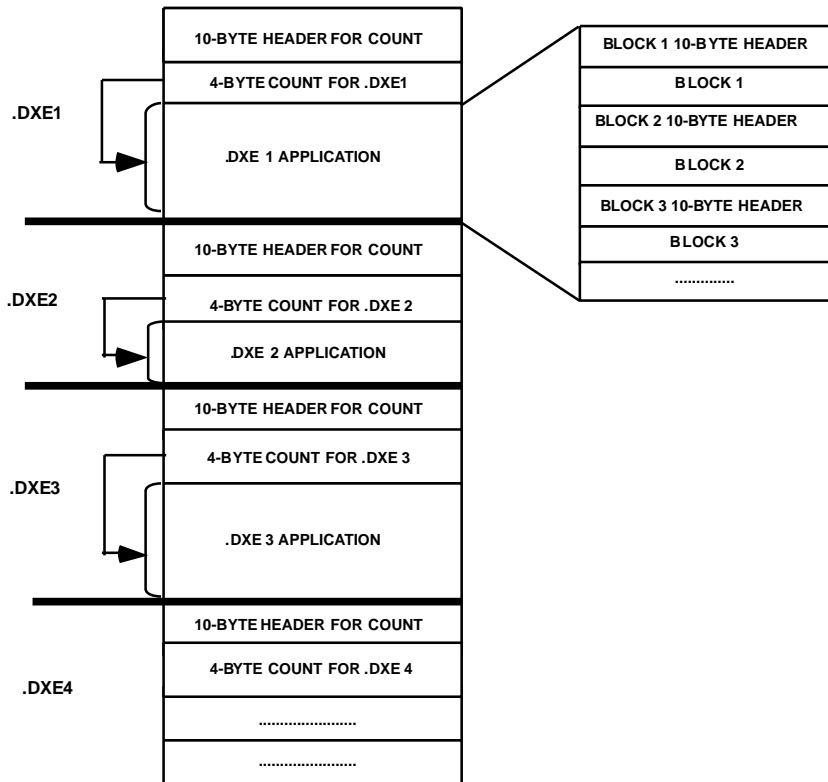 10-BYTE HEADER FOR COUNT
4-BYTE COUNT FOR .DXE1
.DXE1
.DXE 1 APPLICATION
BLOCK 1 10-BYTE HEADER
BLOCK 1
BLOCK 2 10-BYTE HEADER
BLOCK 2
BLOCK 3 10-BYTE HEADER
BLOCK 3
..............
10-BYTE HEADER FOR COUNT
.DXE2
4-BYTE COUNT FOR .DXE 2
.DXE 2 APPLICATION
10-BYTE HEADER FOR COUNT
4-BYTE COUNT FOR .DXE 3
.DXE3
.DXE 3 APPLICATION
10-BYTE HEADER FOR COUNT
4-BYTE COUNT FOR .DXE 4
.DXE4
.......................
.......................